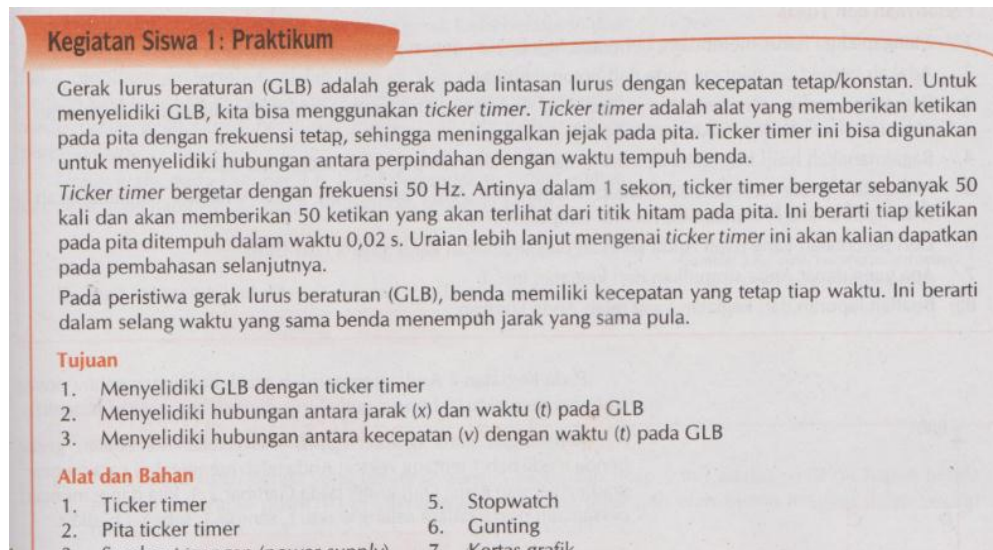 Kegiatan Siswa 1: Praktikum
Gerak lurus beraturan (GLB) adalah gerak pada lintasan lurus dengan kecepatan tetap/konstan. Untuk
menyelidiki GLB, kita bisa menggunakan ticker timer. Ticker timer adalah alat yang memberikan ketikan
pada pita dengan frekuensi tetap, sehingga meninggalkan jejak pada pita. Ticker timer ini bisa digunakan
untuk menyelidiki hubungan antara perpindahan dengan waktu tempuh benda.
Ticker timer bergetar dengan frekuensi 50 Hz. Artinya dalam 1 sekon, ticker timer bergetar sebanyak 50
kali dan akan memberikan 50 ketikan yang akan terlihat dari titik hitam pada pita. Ini berarti tiap ketikan
pada pita ditempuh dalam waktu 0,02 s. Uraian lebih lanjut mengenai ticker timer ini akan kalian dapatkan
pada pembahasan selanjutnya.
Pada peristiwa gerak lurus beraturan (GLB), benda memiliki kecepatan yang tetap tiap waktu. Ini berarti
dalam selang waktu yang sama benda menempuh jarak yang sama pula.
Tujuan
1. Menyelidiki GLB dengan ticker timer
2. Menyelidiki hubungan antara jarak (x) dan waktu (t) pada GLB
3. Menyelidiki hubungan antara kecepatan (v) dengan waktu (t) pada GLB
Alat dan Bahan
1. Ticker timer 5. Stopwatch
2. Pita ticker timer 6. Gunting
(power supply) 7. Kertas grafik